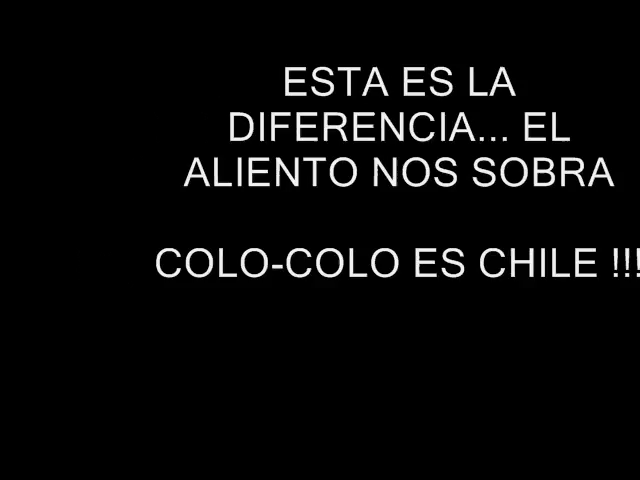 ESTA ES LA
DIFERENCIA... EL
ALIENTO NOS SOBRA
COLO-COLO ES CHILE !!!